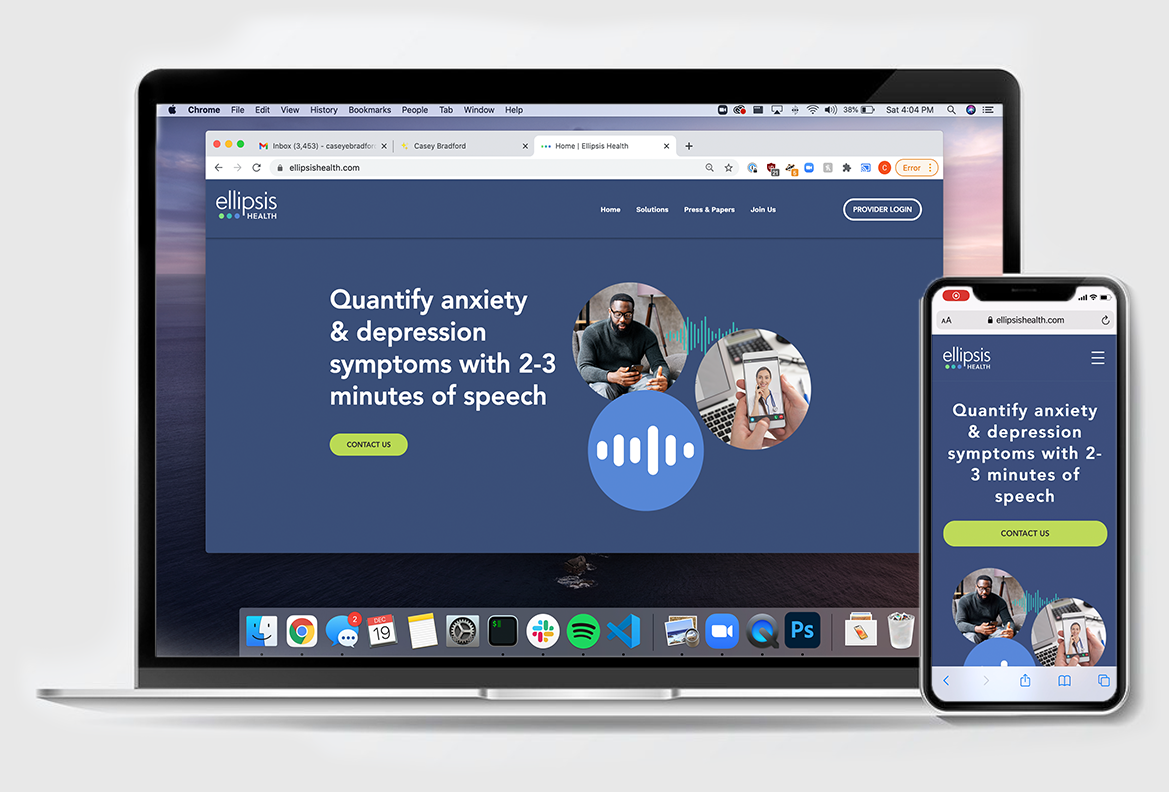 Chrome File Edit View History Bookmarks People Tab Window Help 38% Sat 4:04 PM
Inbox (3,453) - caseyebradford Casey Bradford Home | Ellipsis Health
ellipsishealth.com 21 C Error
ellipsis
HEALTH
Home Solutions Press & Papers Join Us PROVIDER LOGIN
Quantify anxiety
& depression
symptoms with 2-3
minutes of speech
CONTACT US
2
DEC
19
$
Ps
AA ellipsishealth.com
ellipsis
HEALTH
Quantify anxiety
& depression
symptoms with 2-
3 minutes of
speech
CONTACT US